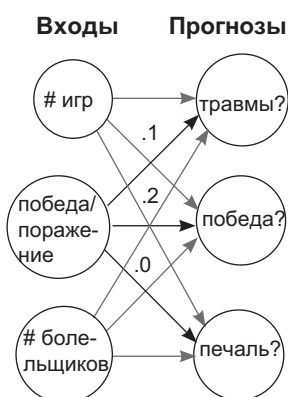 Входы Прогнозы
# игр
травмы?
.1
победа/
пораже-
ние
.2
победа?
.0
# боле-
льщиков
печаль?